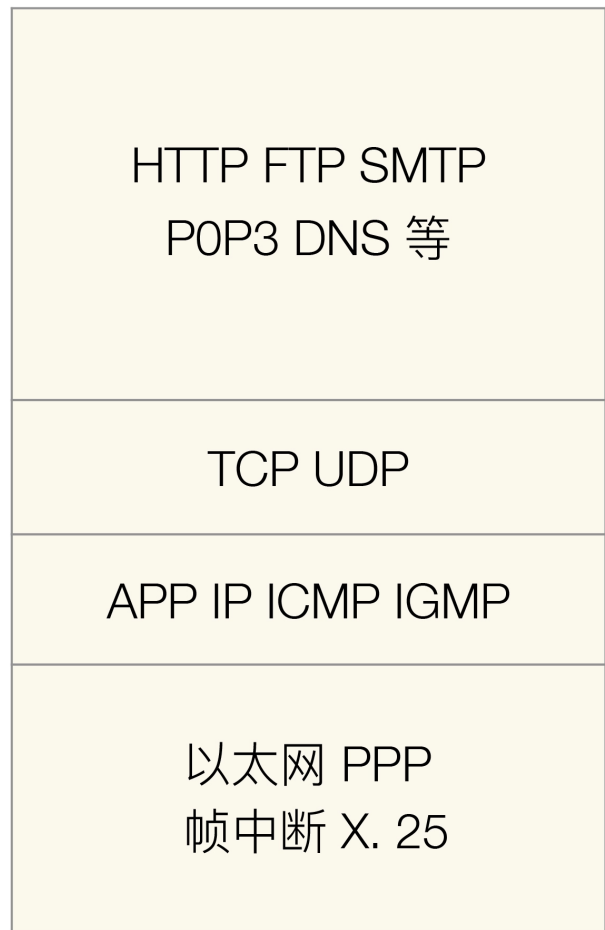 HTTP FTP SMTP
P0P3 DNS 等
TCP UDP
APP IP ICMP IGMP
以太网 PPP
帧中断 X. 25